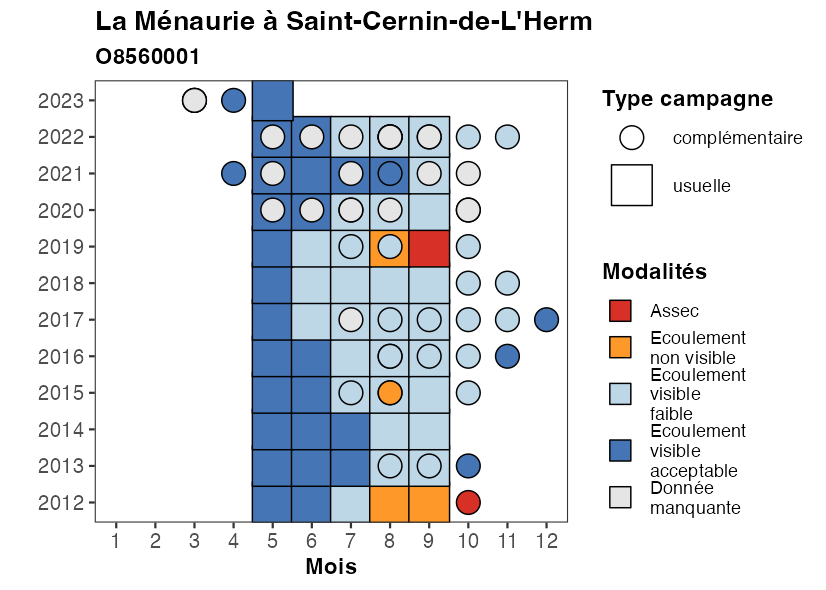 La Ménaurie à Saint-Cernin-de-L'Herm
O8560001
2023
2022
2021
2020
2019
2018
2017
2016
2015
2014
2013
2012
1 2 3 4 5 6 7 8 9 10 11 12
Mois
Type campagne
complémentaire
usuelle
Modalités
Assec
Ecoulement
non visible
Ecoulement
visible
faible
Ecoulement
visible
acceptable
Donnée
manquante